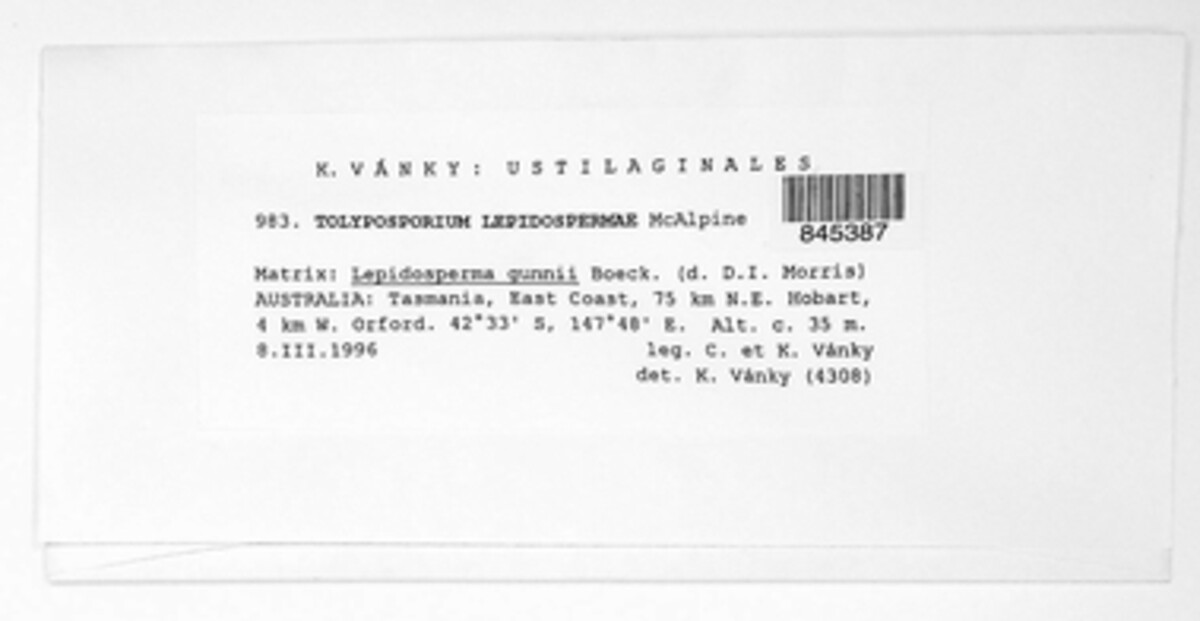 K. VÁNKY: USTILAGINALES
983. TOLYPOSPORIUM LEPIDOSPERMAE McAlpine
845387
Matrix: Lepidosperma gunnii Boeck. (d. D.I. Morris)
AUSTRALIA: Tasmania, East Coast, 75 km N.E. Hobart,
4 km W. Orford. 42°33' S, 147°48' E. Alt. c. 35 m.
8.III.1996 leg. C. et K. Vánky
det. K. Vánky (4308)